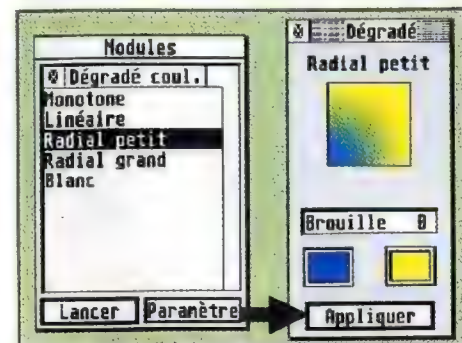 Modules
Dégradé coul.
Monotone
Linéaire
Radial petit
Radial grand
Blanc
Lancer
Paramètre
Dégradé
Radial petit
Brouille 0
Appliquer